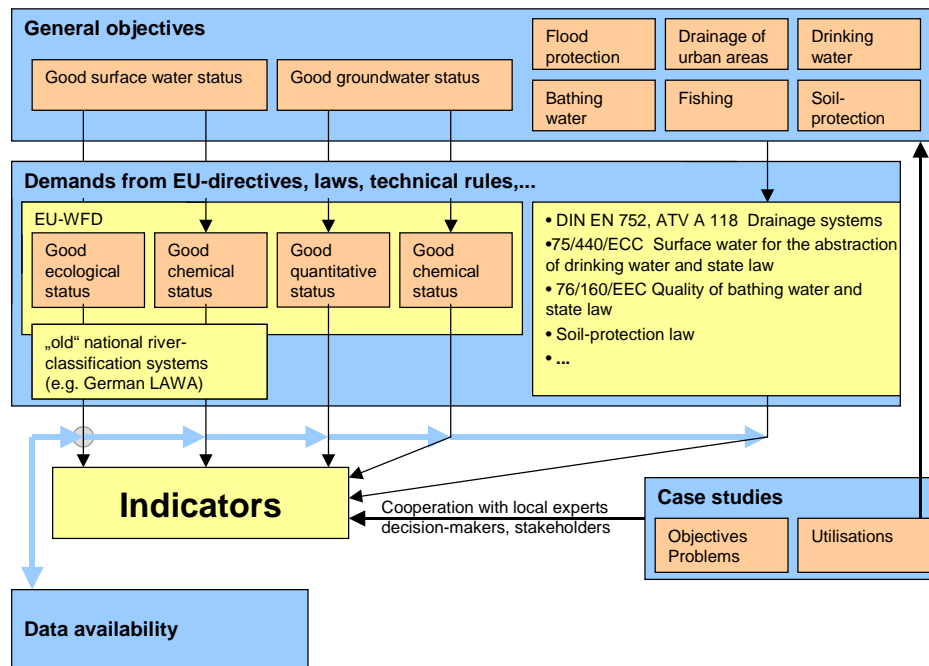 General objectives
Good surface water status
Good groundwater status
Flood
protection
Drainage of
urban areas
Drinking
water
Bathing
water
Fishing
Soil-
protection
Demands from EU-directives, laws, technical rules,...
EU-WFD
Good
ecological
status
Good
chemical
status
Good
quantitative
status
Good
chemical
status
„old“ national river-
classification systems
(e.g. German LAWA)
• DIN EN 752, ATV A 118 Drainage systems
•75/440/ECC Surface water for the abstraction
of drinking water and state law
• 76/160/EEC Quality of bathing water and
state law
• Soil-protection law
• ...
Indicators
Cooperation with local experts
decision-makers, stakeholders
Case studies
Objectives
Problems
Utilisations
Data availability